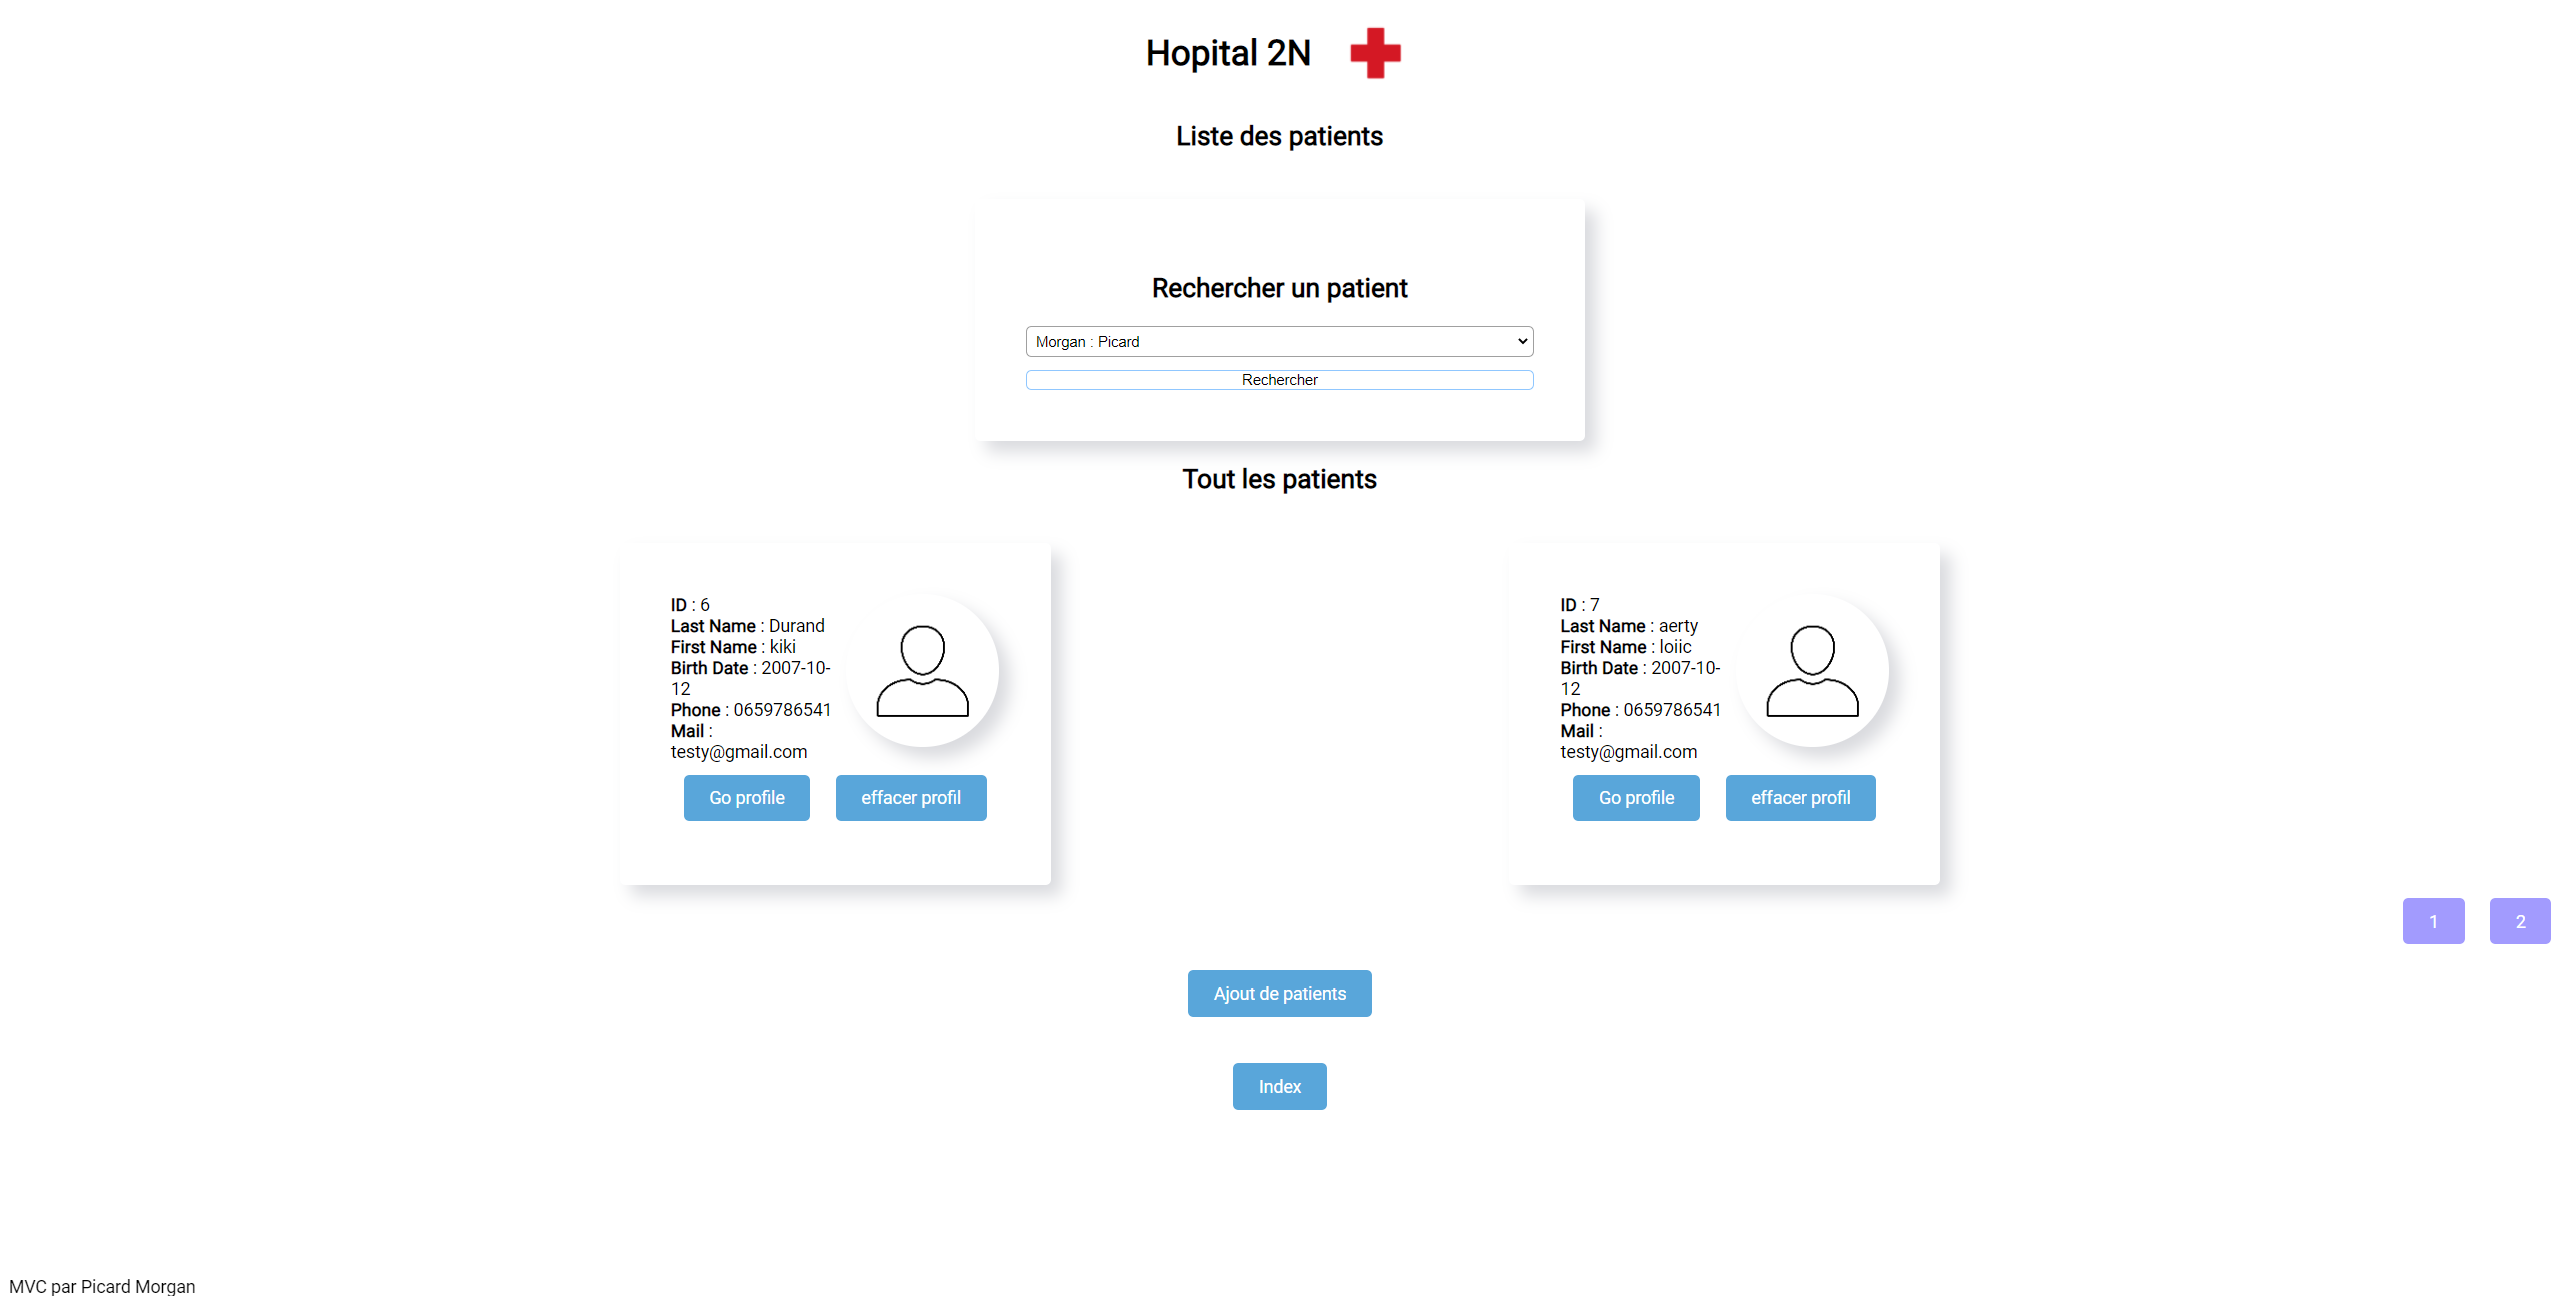 Hopital 2N
Liste des patients
Rechercher un patient
Morgan : Picard
Rechercher
Tout les patients
ID : 6
Last Name : Durand
First Name : kiki
Birth Date : 2007-10-
12
Phone : 0659786541
Mail :
testy@gmail.com
Go profile
effacer profil
ID : 7
Last Name : aerty
First Name : loiic
Birth Date : 2007-10-
12
Phone : 0659786541
Mail :
testy@gmail.com
Go profile
effacer profil
1
2
Ajout de patients
Index
MVC par Picard Morgan